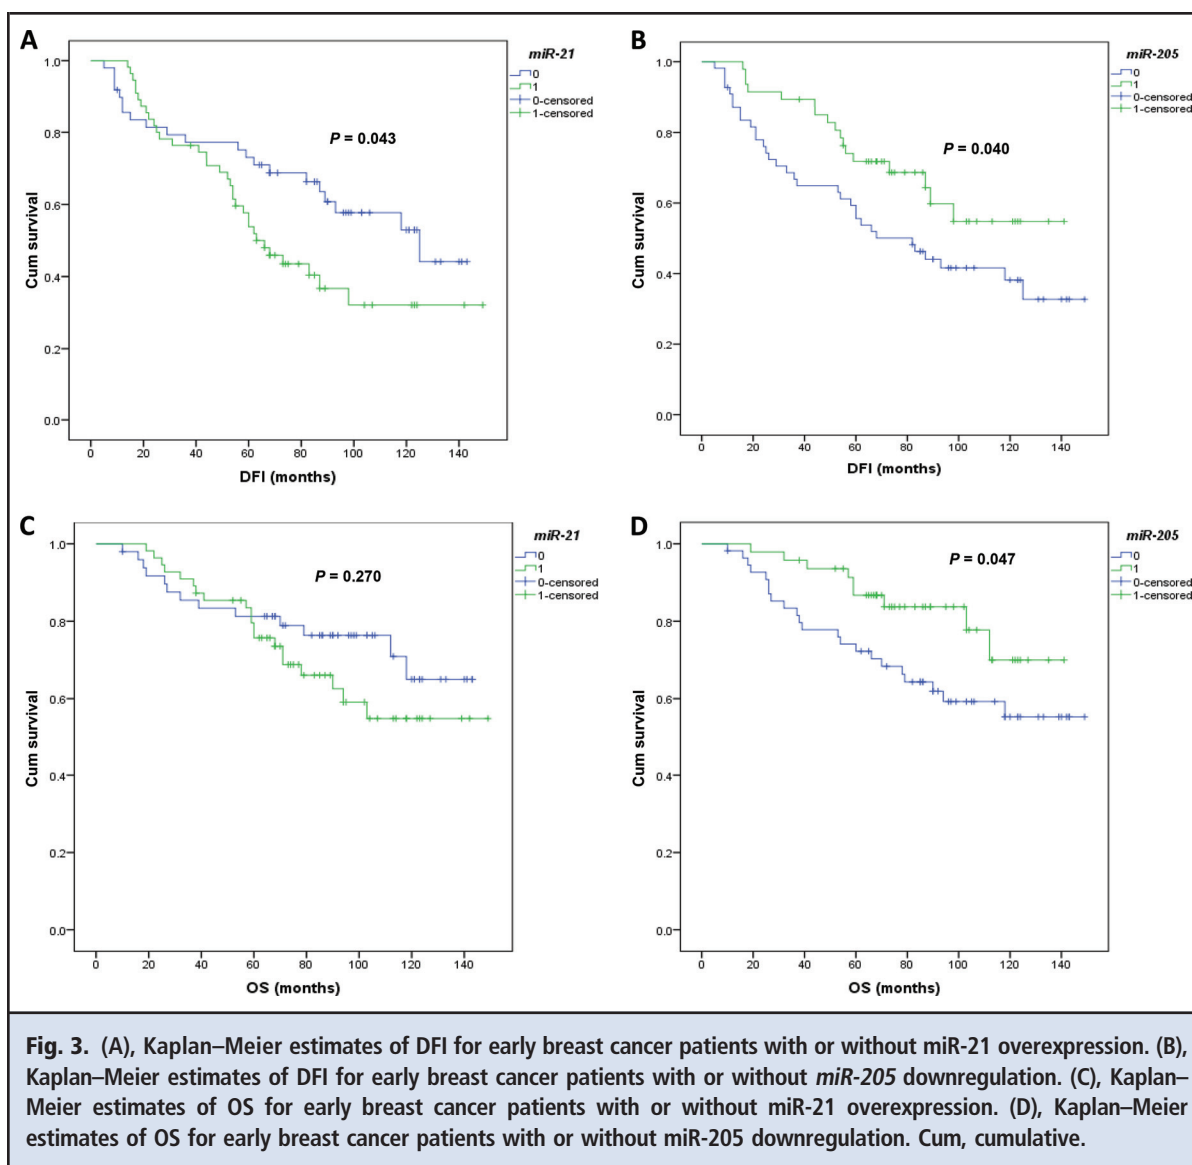 A
miR-21
0
1
0-censored
1-censored
P = 0.043
Cum survival
1.0
0.8
0.6
0.4
0.2
0.0
0 20 40 60 80 100 120 140
DFI (months)
B
miR-205
0
1
0-censored
1-censored
P = 0.040
Cum survival
1.0
0.8
0.6
0.4
0.2
0.0
0 20 40 60 80 100 120 140
DFI (months)
C
miR-21
0
1
0-censored
1-censored
P = 0.270
Cum survival
1.0
0.8
0.6
0.4
0.2
0.0
0 20 40 60 80 100 120 140
OS (months)
D
miR-205
0
1
0-censored
1-censored
P = 0.047
Cum survival
1.0
0.8
0.6
0.4
0.2
0.0
0 20 40 60 80 100 120 140
OS (months)
Fig. 3. (A), Kaplan–Meier estimates of DFI for early breast cancer patients with or without miR-21 overexpression. (B),
Kaplan–Meier estimates of DFI for early breast cancer patients with or without miR-205 downregulation. (C), Kaplan–
Meier estimates of OS for early breast cancer patients with or without miR-21 overexpression. (D), Kaplan–Meier
estimates of OS for early breast cancer patients with or without miR-205 downregulation. Cum, cumulative.